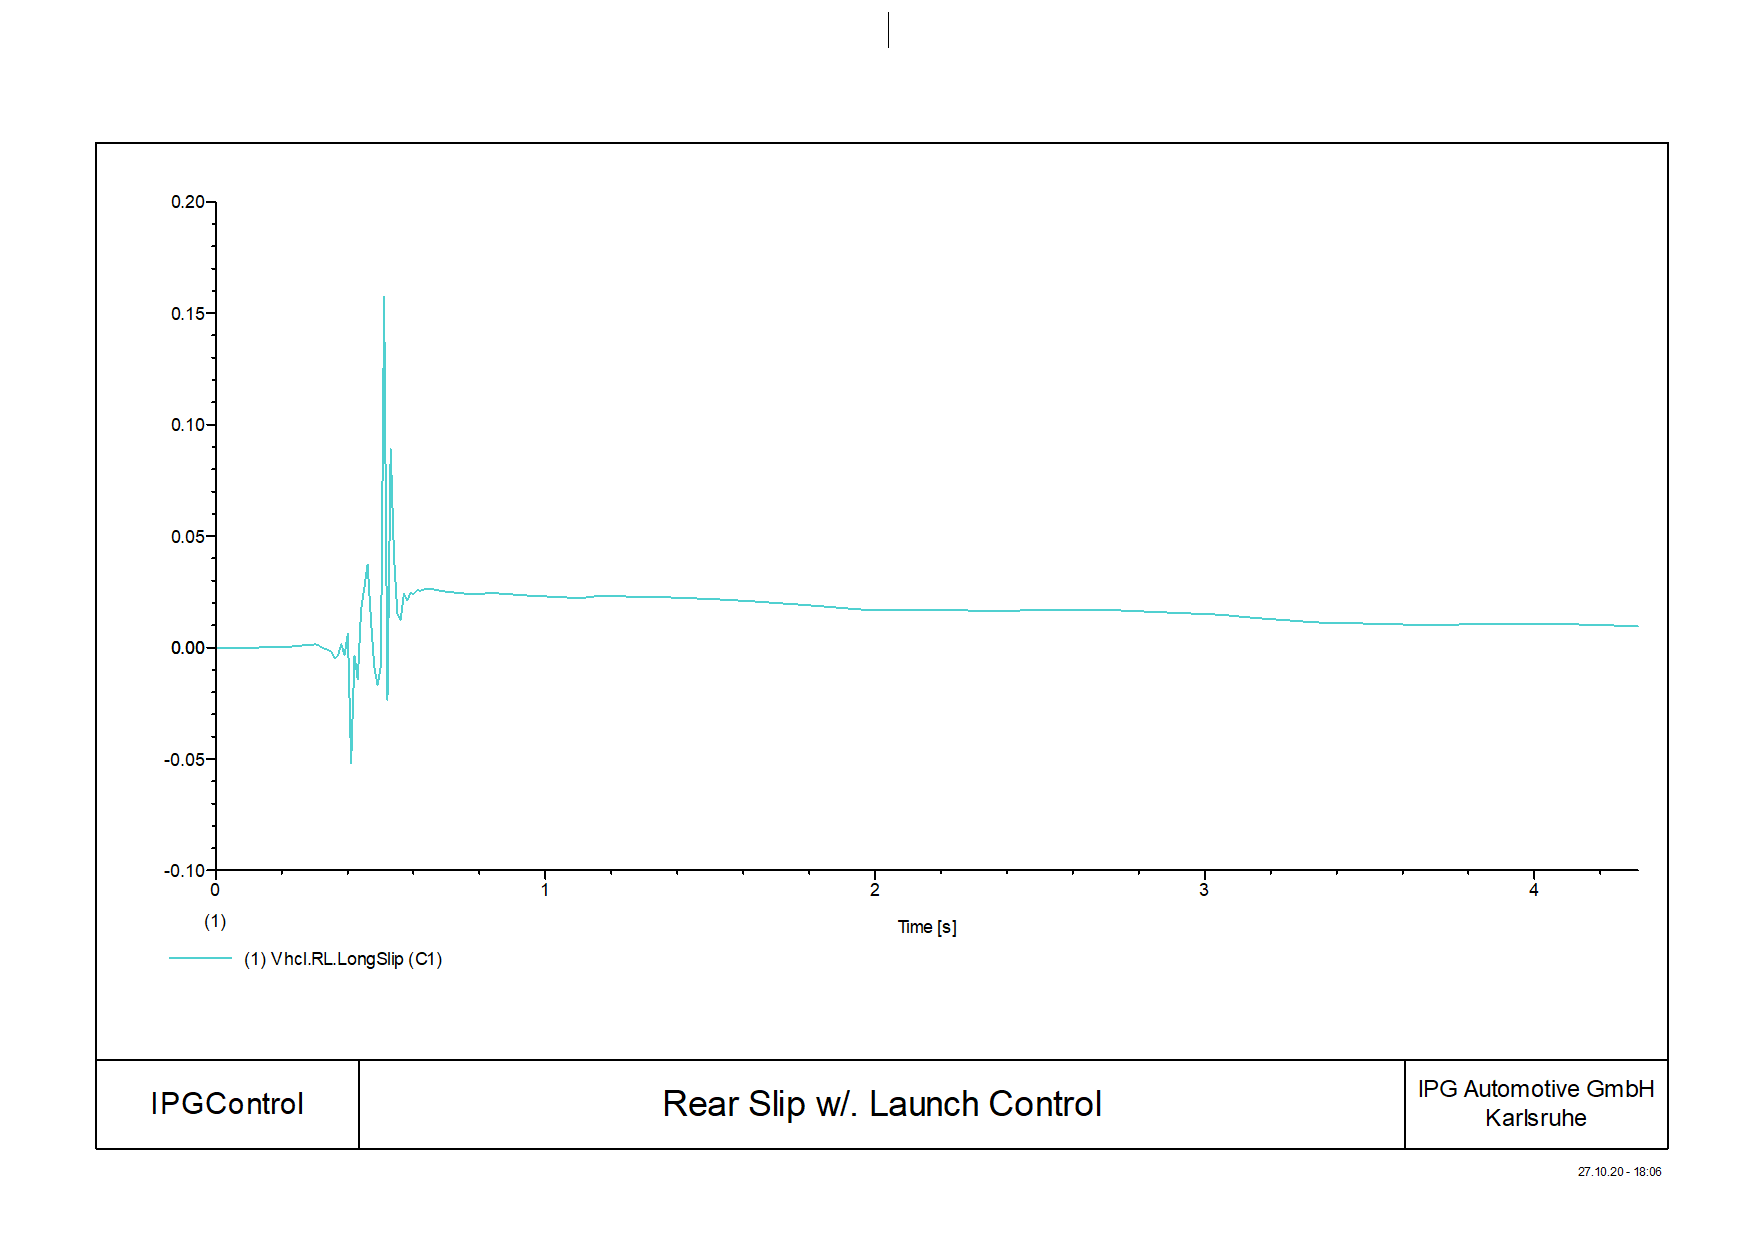 0.20
0.15
0.10
0.05
0.00
-0.05
-0.10
0 1 2 3 4
(1)
Time [s]
(1) Vhcl.RL.LongSlip (C1)
IPGControl
Rear Slip w/. Launch Control
IPG Automotive GmbH
Karlsruhe
27.10.20 - 18:06